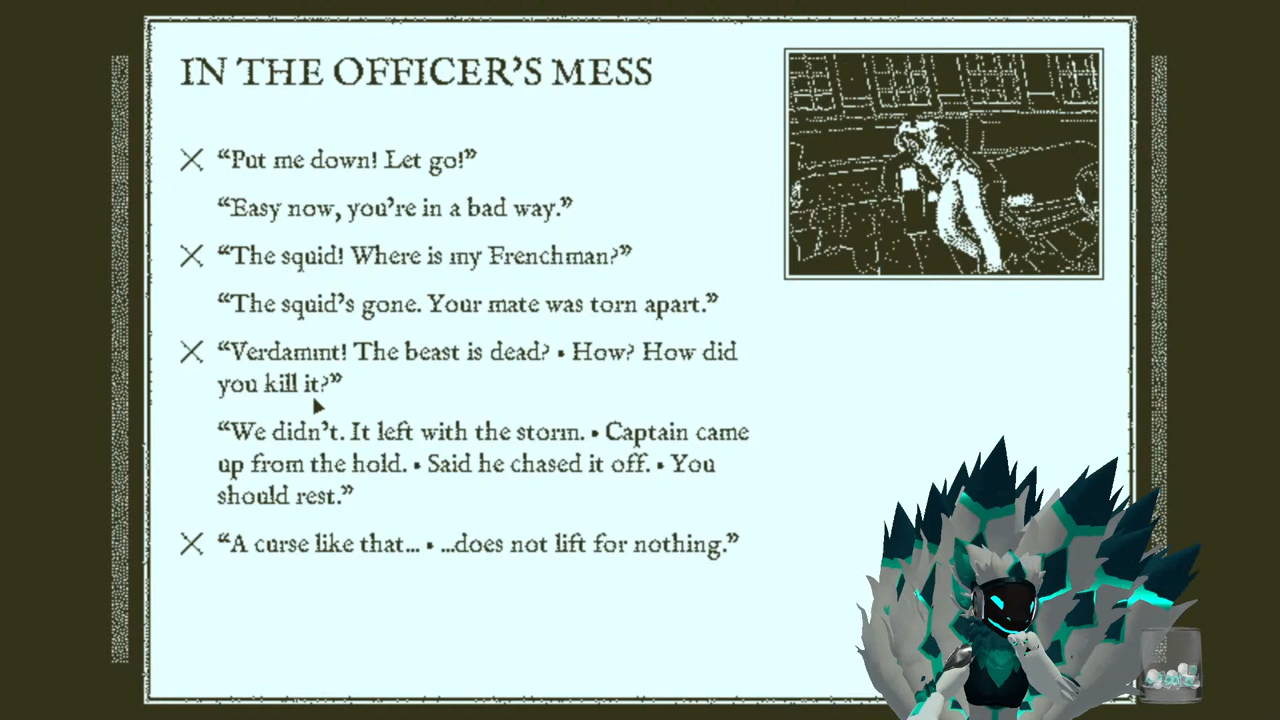 IN THE OFFICER'S MESS
"Put me down! Let go!"
"Easy now, you're in a bad way."
"The squid! Where is my Frenchman?"
"The squid's gone. Your mate was torn apart."
"Verdammt! The beast is dead? • How? How did
you kill it?"
"We didn't. It left with the storm. • Captain came
up from the hold. • Said he chased it off. • You
should rest."
"A curse like that... • ...does not lift for nothing."